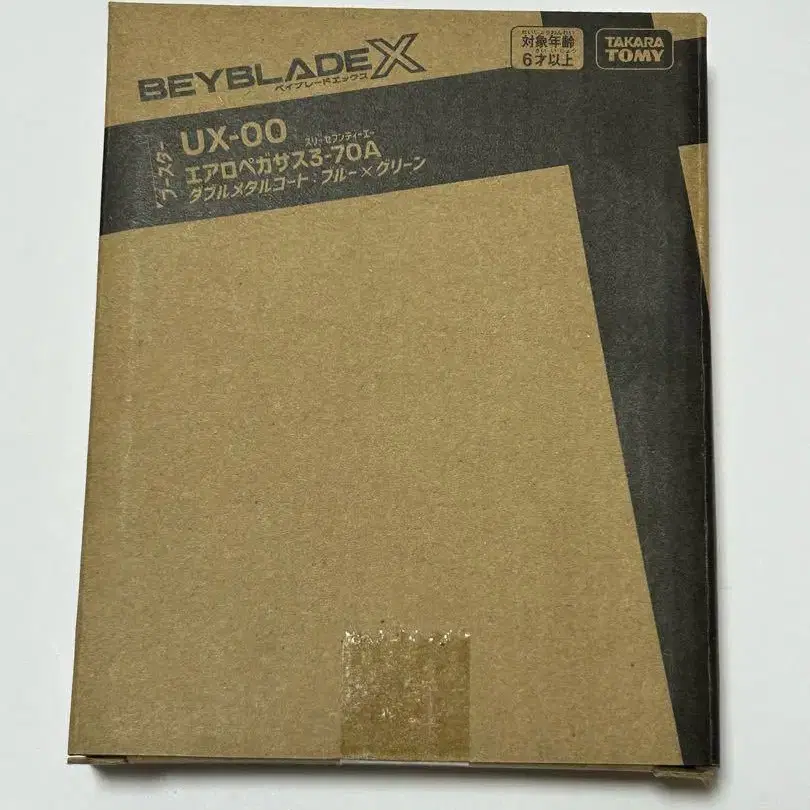 BEYBLADE X
ベイブレードエックス
対象年齢
6才以上
TAKARA
TOMY
ブースター
UX-00
スリーセブンティーエー
エアロペガサス3-70A
ダブルメタルコート:ブルー×グリーン